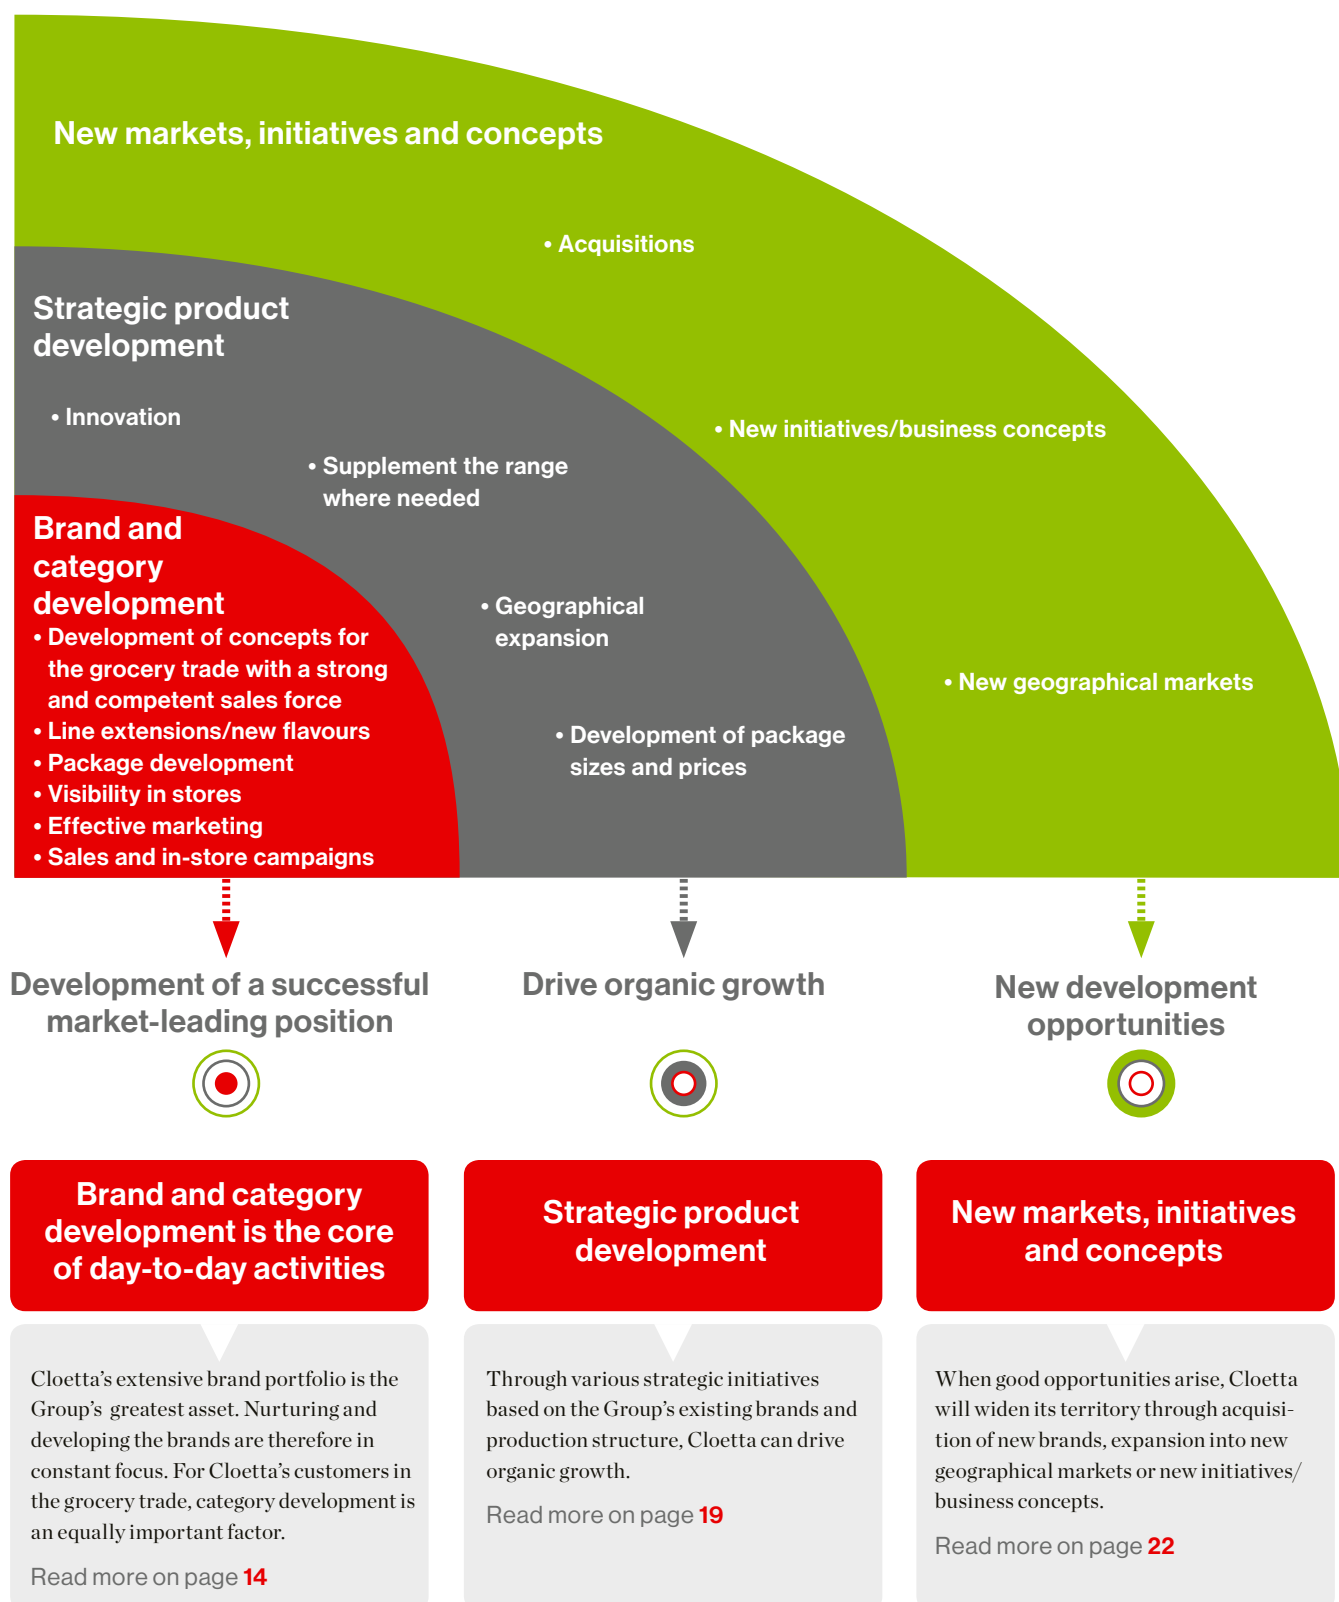 New markets, initiatives and concepts
• Acquisitions
Strategic product
development
• Innovation
• New initiatives/business concepts
• Supplement the range
where needed
Brand and
category
development
• Development of concepts for
the grocery trade with a strong
and competent sales force
• Line extensions/new flavours
• Package development
• Visibility in stores
• Effective marketing
• Sales and in-store campaigns
• Geographical
expansion
• New geographical markets
• Development of package
sizes and prices
Development of a successful
market-leading position
Drive organic growth
New development
opportunities
Brand and category
development is the core
of day-to-day activities
Cloetta’s extensive brand portfolio is the
Group’s greatest asset. Nurturing and
developing the brands are therefore in
constant focus. For Cloetta’s customers in
the grocery trade, category development is
an equally important factor.
Read more on page 14
Strategic product
development
Through various strategic initiatives
based on the Group’s existing brands and
production structure, Cloetta can drive
organic growth.
Read more on page 19
New markets, initiatives
and concepts
When good opportunities arise, Cloetta
will widen its territory through acquisi-
tion of new brands, expansion into new
geographical markets or new initiatives/
business concepts.
Read more on page 22